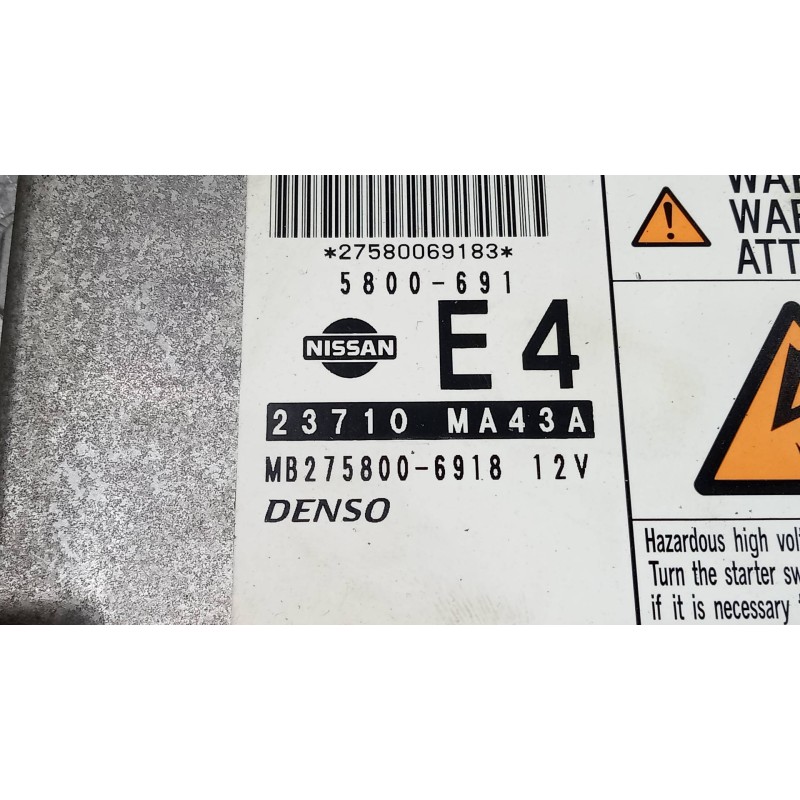 *27580069183*
5800-691
NISSAN
E4
23710 MA43A
MB275800-6918 12V
DENSO
Hazardous high
Turn the starter
if it is necessary